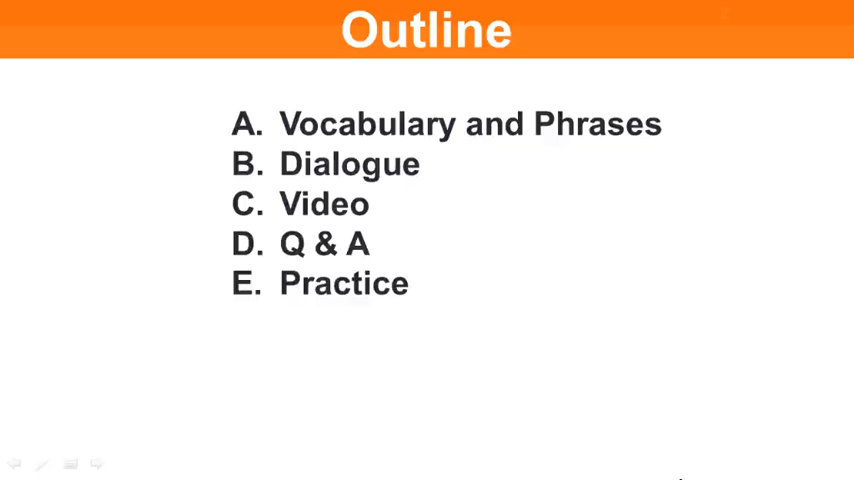 Outline
A. Vocabulary and Phrases
B. Dialogue
C. Video
D. Q & A
E. Practice